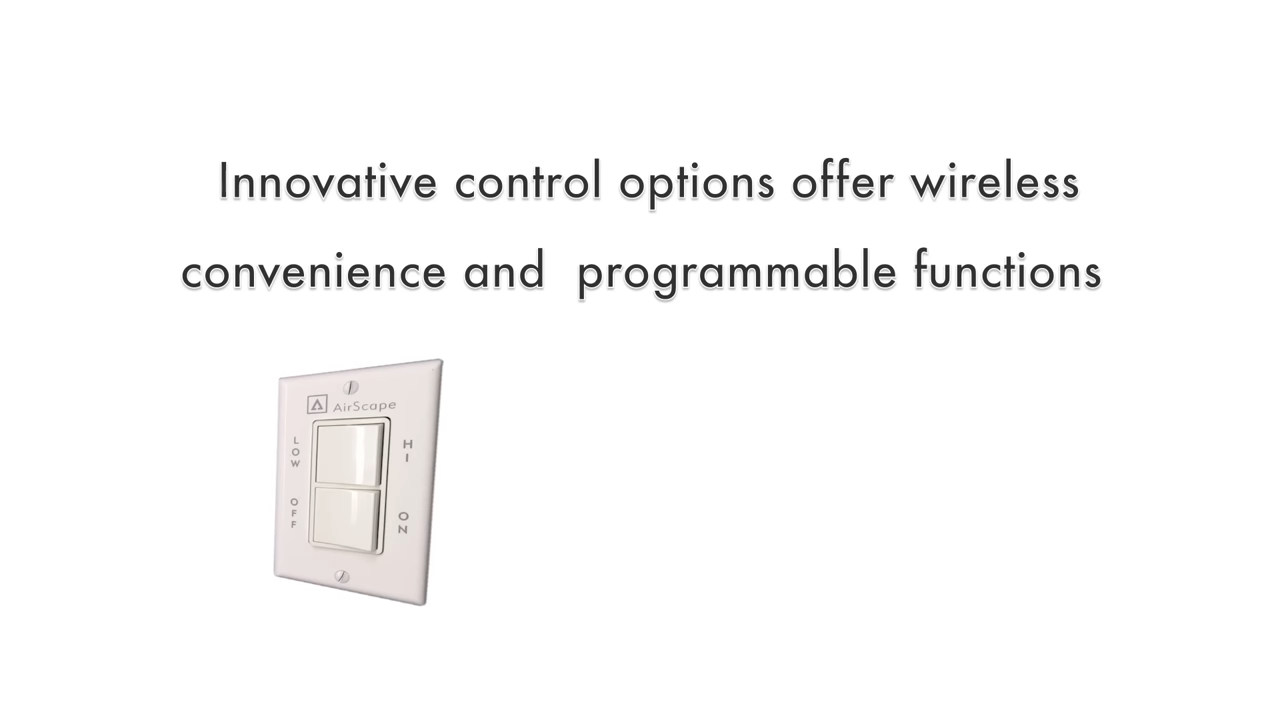 Innovative control options offer wireless
convenience and  programmable functions
AirScape
LOW
HI
OFF
ON